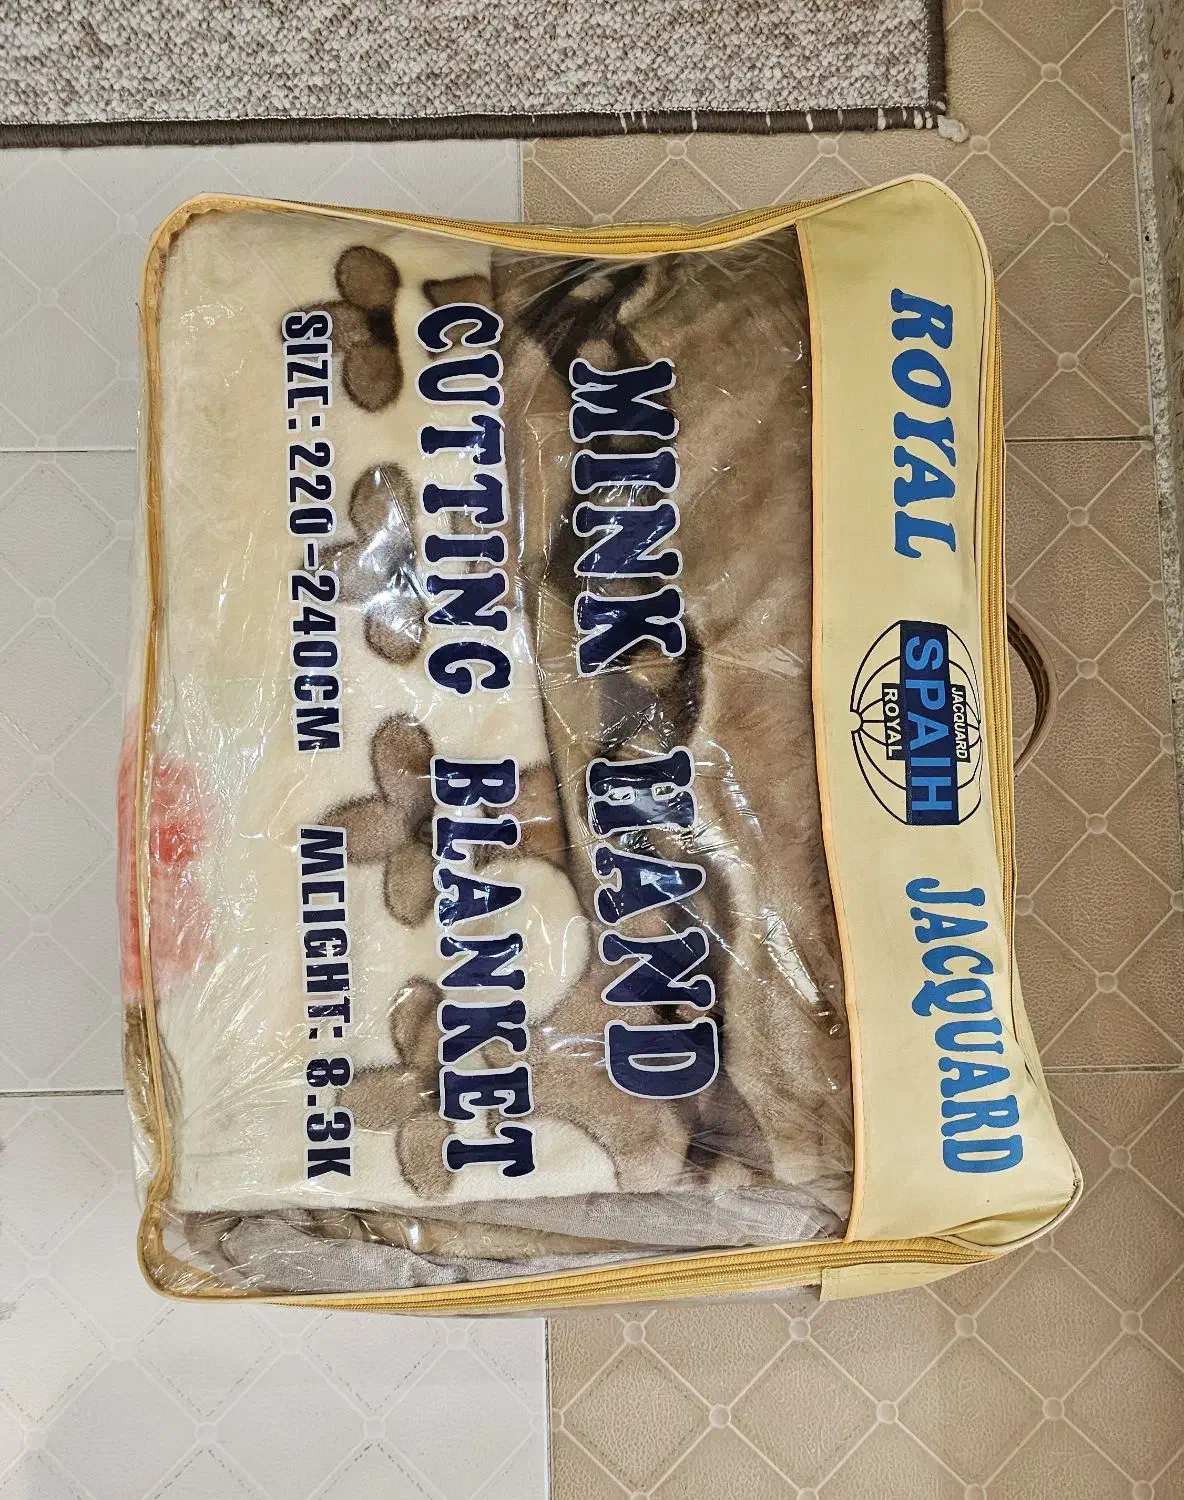 ROYAL
JACQUARD
SPAIH
ROYAL
JACQUARD
MINK HAND
CUTTING BLANKET
SIZE: 220-240CM
WEIGHT: 8.3K